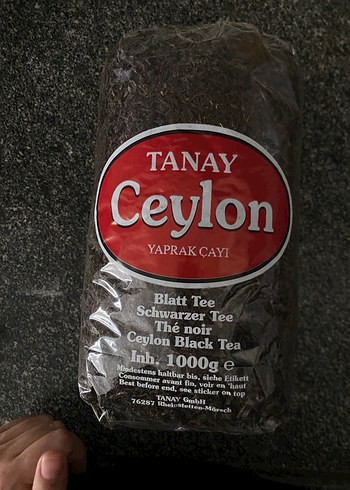 TANAY
Ceylon
YAPRAK ÇAYI
Blatt Tee
Schwarzer Tee
Thé noir
Ceylon Black Tea
Inh. 1000g e
Mindestens haltbar bis, siehe Etikett
Consommer avant fin, voir en 'haut
Best before end, see sticker on top
TANAY GmbH
76287 Rheinstetten-Mörsch